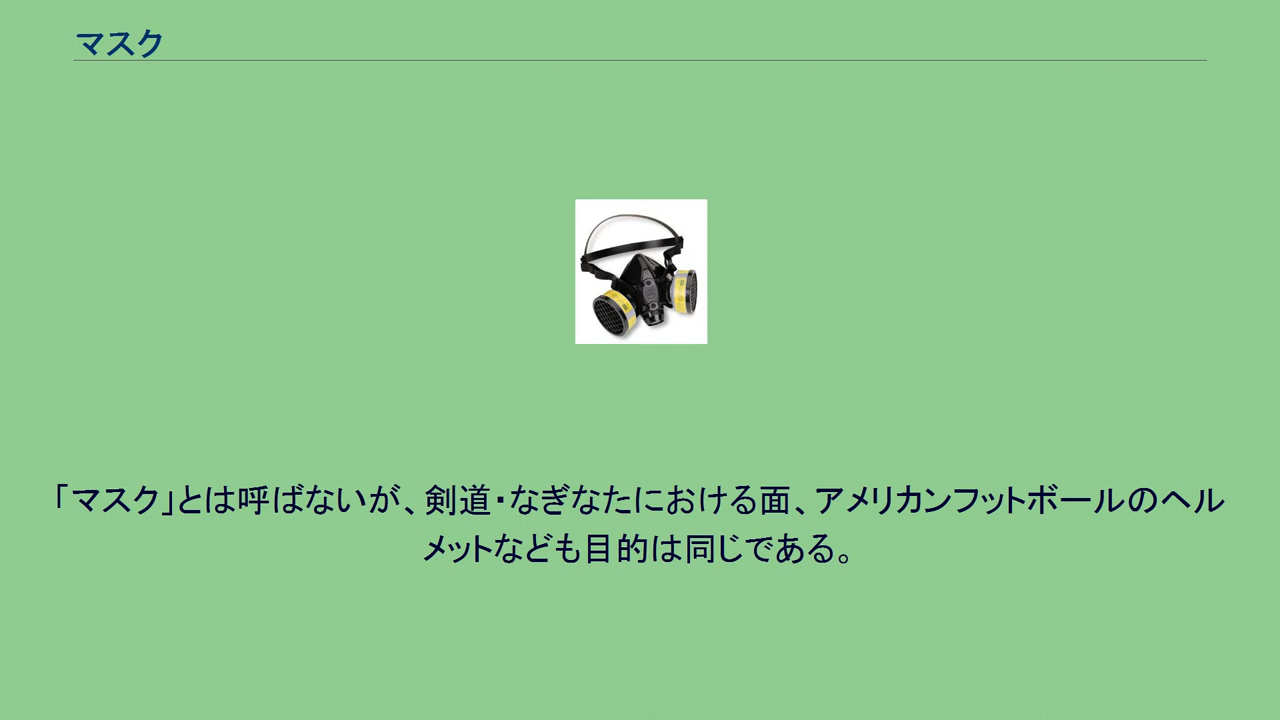 マスク
「マスク」とは呼ばないが、剣道・なぎなたにおける面、アメリカンフットボールのヘル
メットなども目的は同じである。